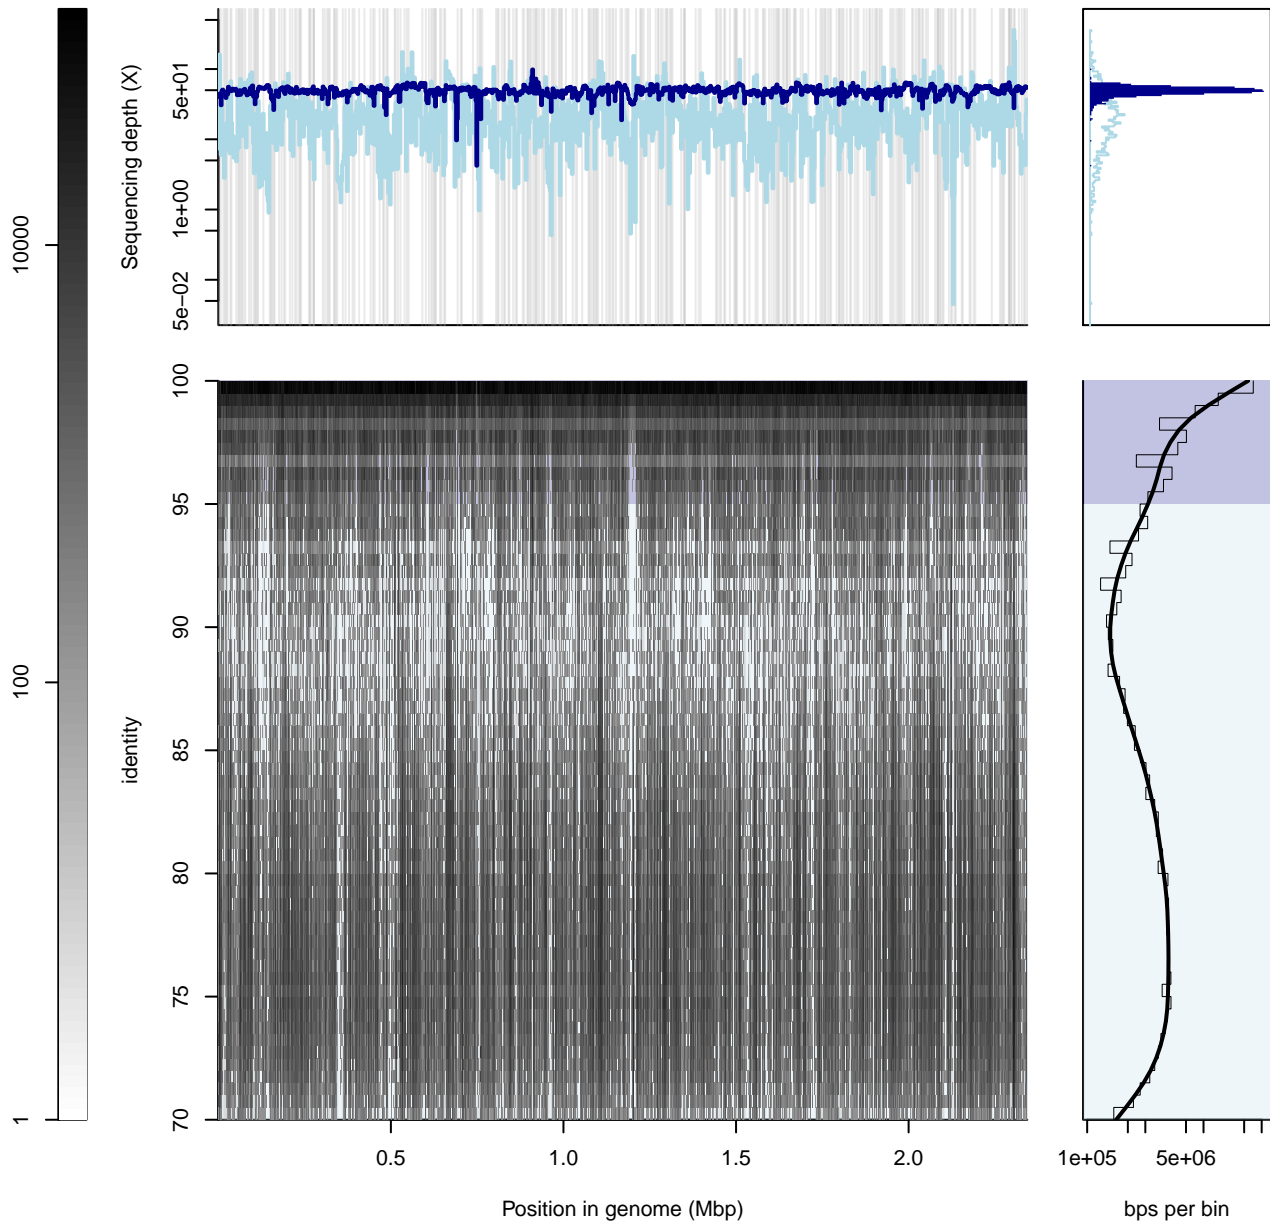 10000
100
1
Sequencing depth (X)
5e+01
1e+00
5e−02
identity
100
95
90
85
80
75
70
0.5 1.0 1.5 2.0
Position in genome (Mbp)
1e+05 5e+06
bps per bin